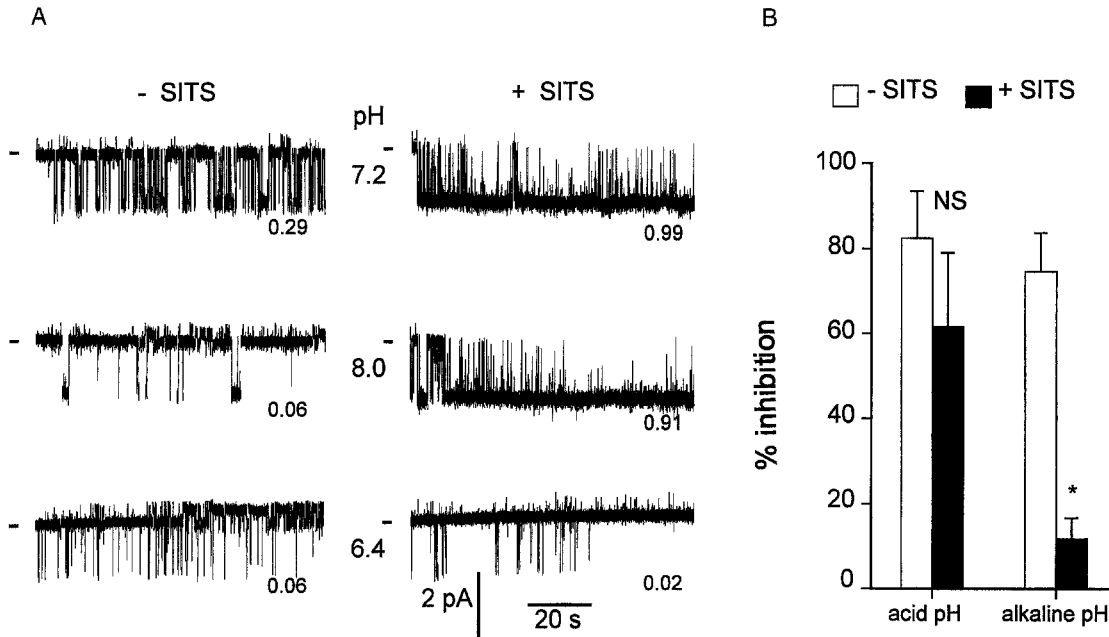 A
- SITS
+ SITS
pH
7.2
0.29
0.99
8.0
0.06
0.91
6.4
0.06
0.02
2 pA
20 s
B
- SITS
+ SITS
100
80
60
40
20
0
% inhibition
NS
*
acid pH
alkaline pH